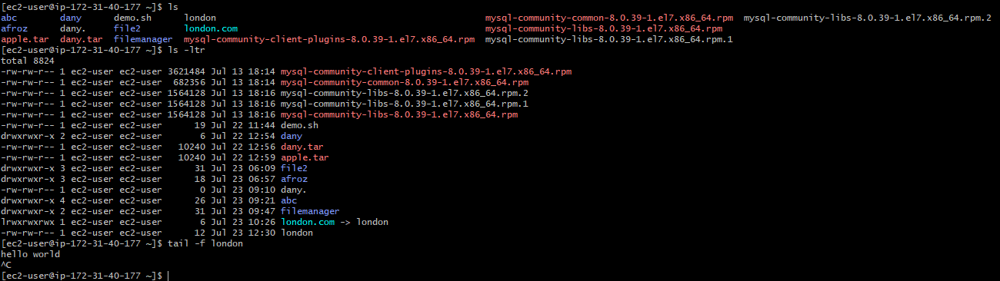 [ec2-user@ip-172-31-40-177 ~]$ ls
abc        dany      demo.sh      london                                                   mysql-community-common-8.0.39-1.el7.x86_64.rpm  mysql-community-libs-8.0.39-1.el7.x86_64.rpm.2
afroz      dany.     file2        london.com                                               mysql-community-libs-8.0.39-1.el7.x86_64.rpm
apple.tar  dany.tar  filemanager  mysql-community-client-plugins-8.0.39-1.el7.x86_64.rpm  mysql-community-libs-8.0.39-1.el7.x86_64.rpm.1
[ec2-user@ip-172-31-40-177 ~]$ ls -ltr
total 8824
-rw-rw-r-- 1 ec2-user ec2-user 3621484 Jul 13 18:14 mysql-community-client-plugins-8.0.39-1.el7.x86_64.rpm
-rw-rw-r-- 1 ec2-user ec2-user  682356 Jul 13 18:14 mysql-community-common-8.0.39-1.el7.x86_64.rpm
-rw-rw-r-- 1 ec2-user ec2-user 1564128 Jul 13 18:16 mysql-community-libs-8.0.39-1.el7.x86_64.rpm.2
-rw-rw-r-- 1 ec2-user ec2-user 1564128 Jul 13 18:16 mysql-community-libs-8.0.39-1.el7.x86_64.rpm.1
-rw-rw-r-- 1 ec2-user ec2-user 1564128 Jul 13 18:16 mysql-community-libs-8.0.39-1.el7.x86_64.rpm
-rw-rw-r-- 1 ec2-user ec2-user      19 Jul 22 11:44 demo.sh
drwxrwxr-x 2 ec2-user ec2-user       6 Jul 22 12:54 dany
-rw-rw-r-- 1 ec2-user ec2-user   10240 Jul 22 12:56 dany.tar
-rw-rw-r-- 1 ec2-user ec2-user   10240 Jul 22 12:59 apple.tar
drwxrwxr-x 3 ec2-user ec2-user      31 Jul 23 06:09 file2
drwxrwxr-x 3 ec2-user ec2-user      18 Jul 23 06:57 afroz
-rw-rw-r-- 1 ec2-user ec2-user       0 Jul 23 09:10 dany.
drwxrwxr-x 4 ec2-user ec2-user      26 Jul 23 09:21 abc
drwxrwxr-x 2 ec2-user ec2-user      31 Jul 23 09:47 filemanager
lrwxrwxrwx 1 ec2-user ec2-user       6 Jul 23 10:26 london.com -> london
-rw-rw-r-- 1 ec2-user ec2-user      12 Jul 23 12:30 london
[ec2-user@ip-172-31-40-177 ~]$ tail -f london
hello world
^C
[ec2-user@ip-172-31-40-177 ~]$